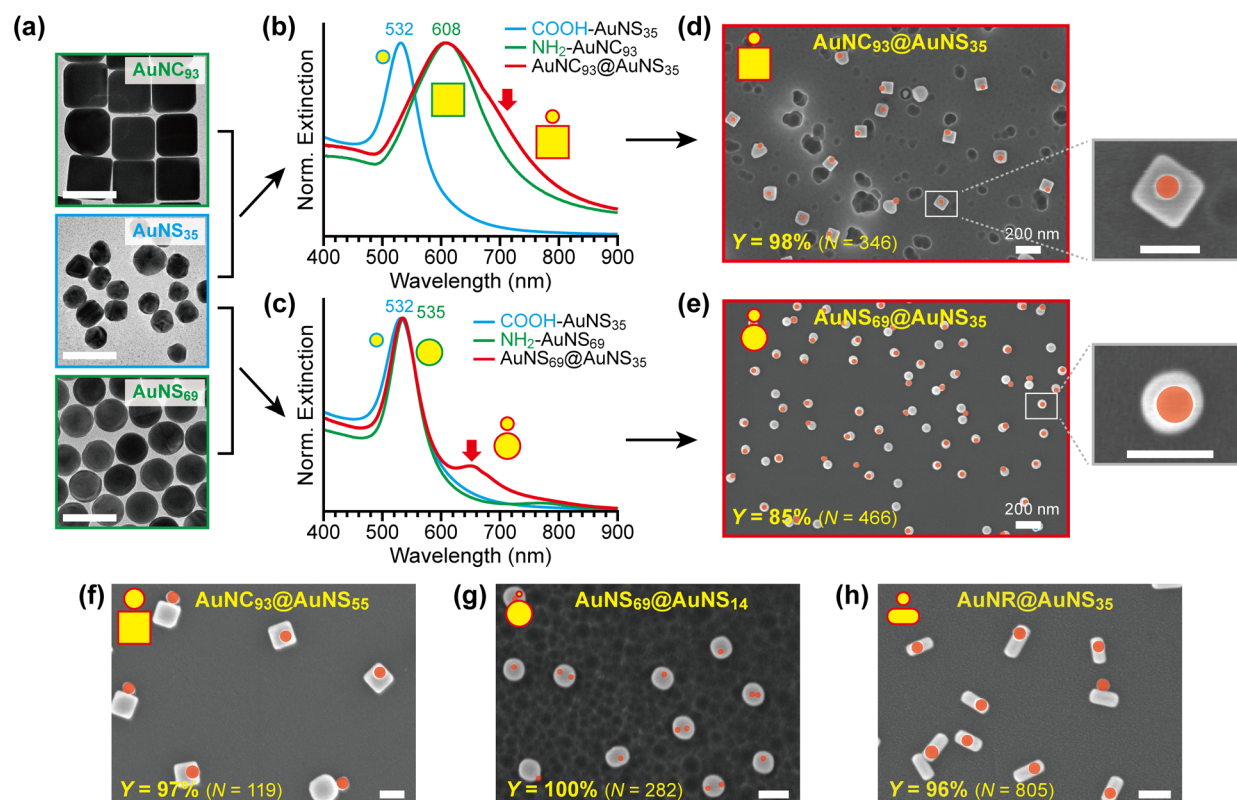 (a)
AuNC₉₃
AuNS₃₅
AuNS₆₉
(b)
532
608
COOH-AuNS₃₅
NH₂-AuNC₉₃
AuNC₉₃@AuNS₃₅
Norm. Extinction
400 500 600 700 800 900
Wavelength (nm)
(c)
532
535
COOH-AuNS₃₅
NH₂-AuNS₆₉
AuNS₆₉@AuNS₃₅
Norm. Extinction
400 500 600 700 800 900
Wavelength (nm)
(d)
AuNC₉₃@AuNS₃₅
Y = 98% (N = 346)
200 nm
(e)
AuNS₆₉@AuNS₃₅
Y = 85% (N = 466)
200 nm
(f)
AuNC₉₃@AuNS₅₅
Y = 97% (N = 119)
(g)
AuNS₆₉@AuNS₁₄
Y = 100% (N = 282)
(h)
AuNR@AuNS₃₅
Y = 96% (N = 805)